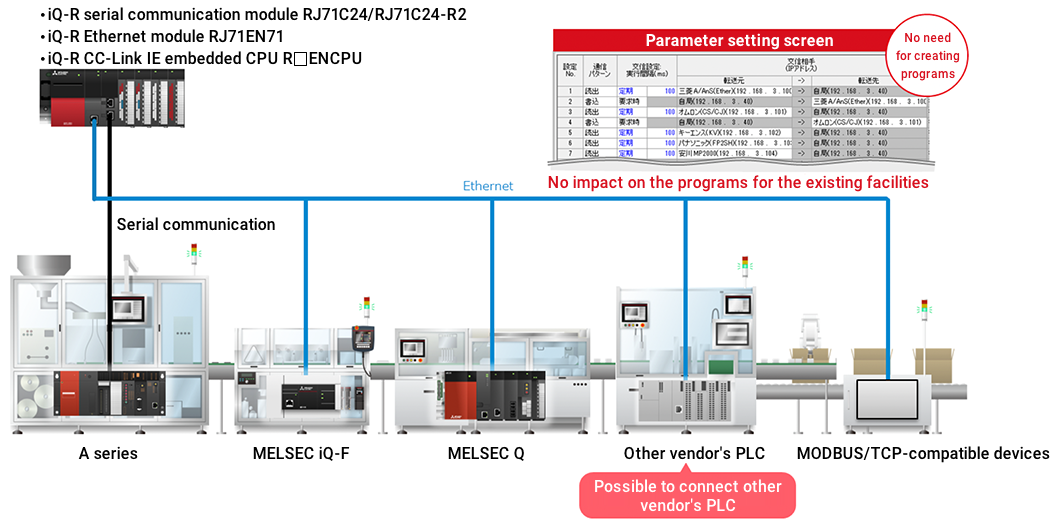 •iQ-R serial communication module RJ71C24/RJ71C24-R2
•iQ-R Ethernet module RJ71EN71
•iQ-R CC-Link IE embedded CPU R□ENCPU
Parameter setting screen
No need
for creating
programs
設定
No.
通信
パターン
交信設定:
実行間隔(ms)
交信相手
(IPアドレス)
転送元 -> 転送先
1 読出 定期 100 三菱 A/AnS(Ether)(192.168. 3.100 -> 自局(192.168. 3. 40)
2 書込 要求時 自局(192.168. 3. 40) -> 三菱 A/AnS(Ether)(192.168. 3.100
3 読出 定期 100 オムロン(CS/CJ)(192.168. 3.101) -> 自局(192.168. 3. 40)
4 書込 要求時 自局(192.168. 3. 40) -> オムロン(CS/CJ)(192.168. 3.101)
5 読出 定期 100 キーエンス(KV)(192.168. 3.102) -> 自局(192.168. 3. 40)
6 読出 定期 100 パナソニック(FP2SH)(192.168. 3.103 -> 自局(192.168. 3. 40)
7 読出 定期 100 安川 MP2000(192.168. 3.104) -> 自局(192.168. 3. 40)
No impact on the programs for the existing facilities
Ethernet
Serial communication
A series
MELSEC iQ-F
MELSEC Q
Other vendor's PLC
MODBUS/TCP-compatible devices
Possible to connect other
vendor's PLC